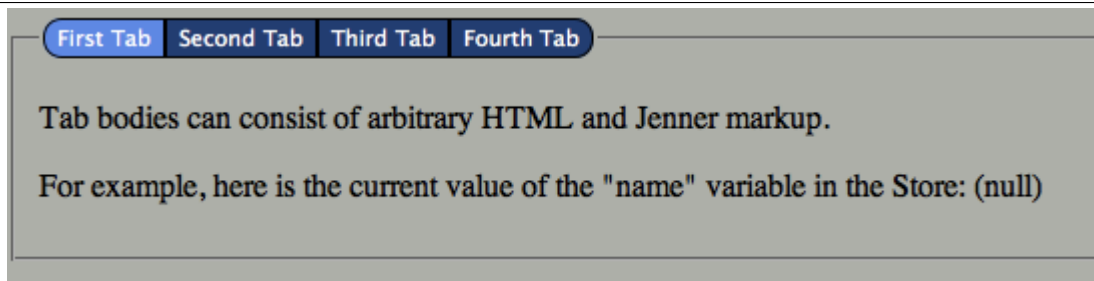 First Tab Second Tab Third Tab Fourth Tab
Tab bodies can consist of arbitrary HTML and Jenner markup.
For example, here is the current value of the "name" variable in the Store: (null)